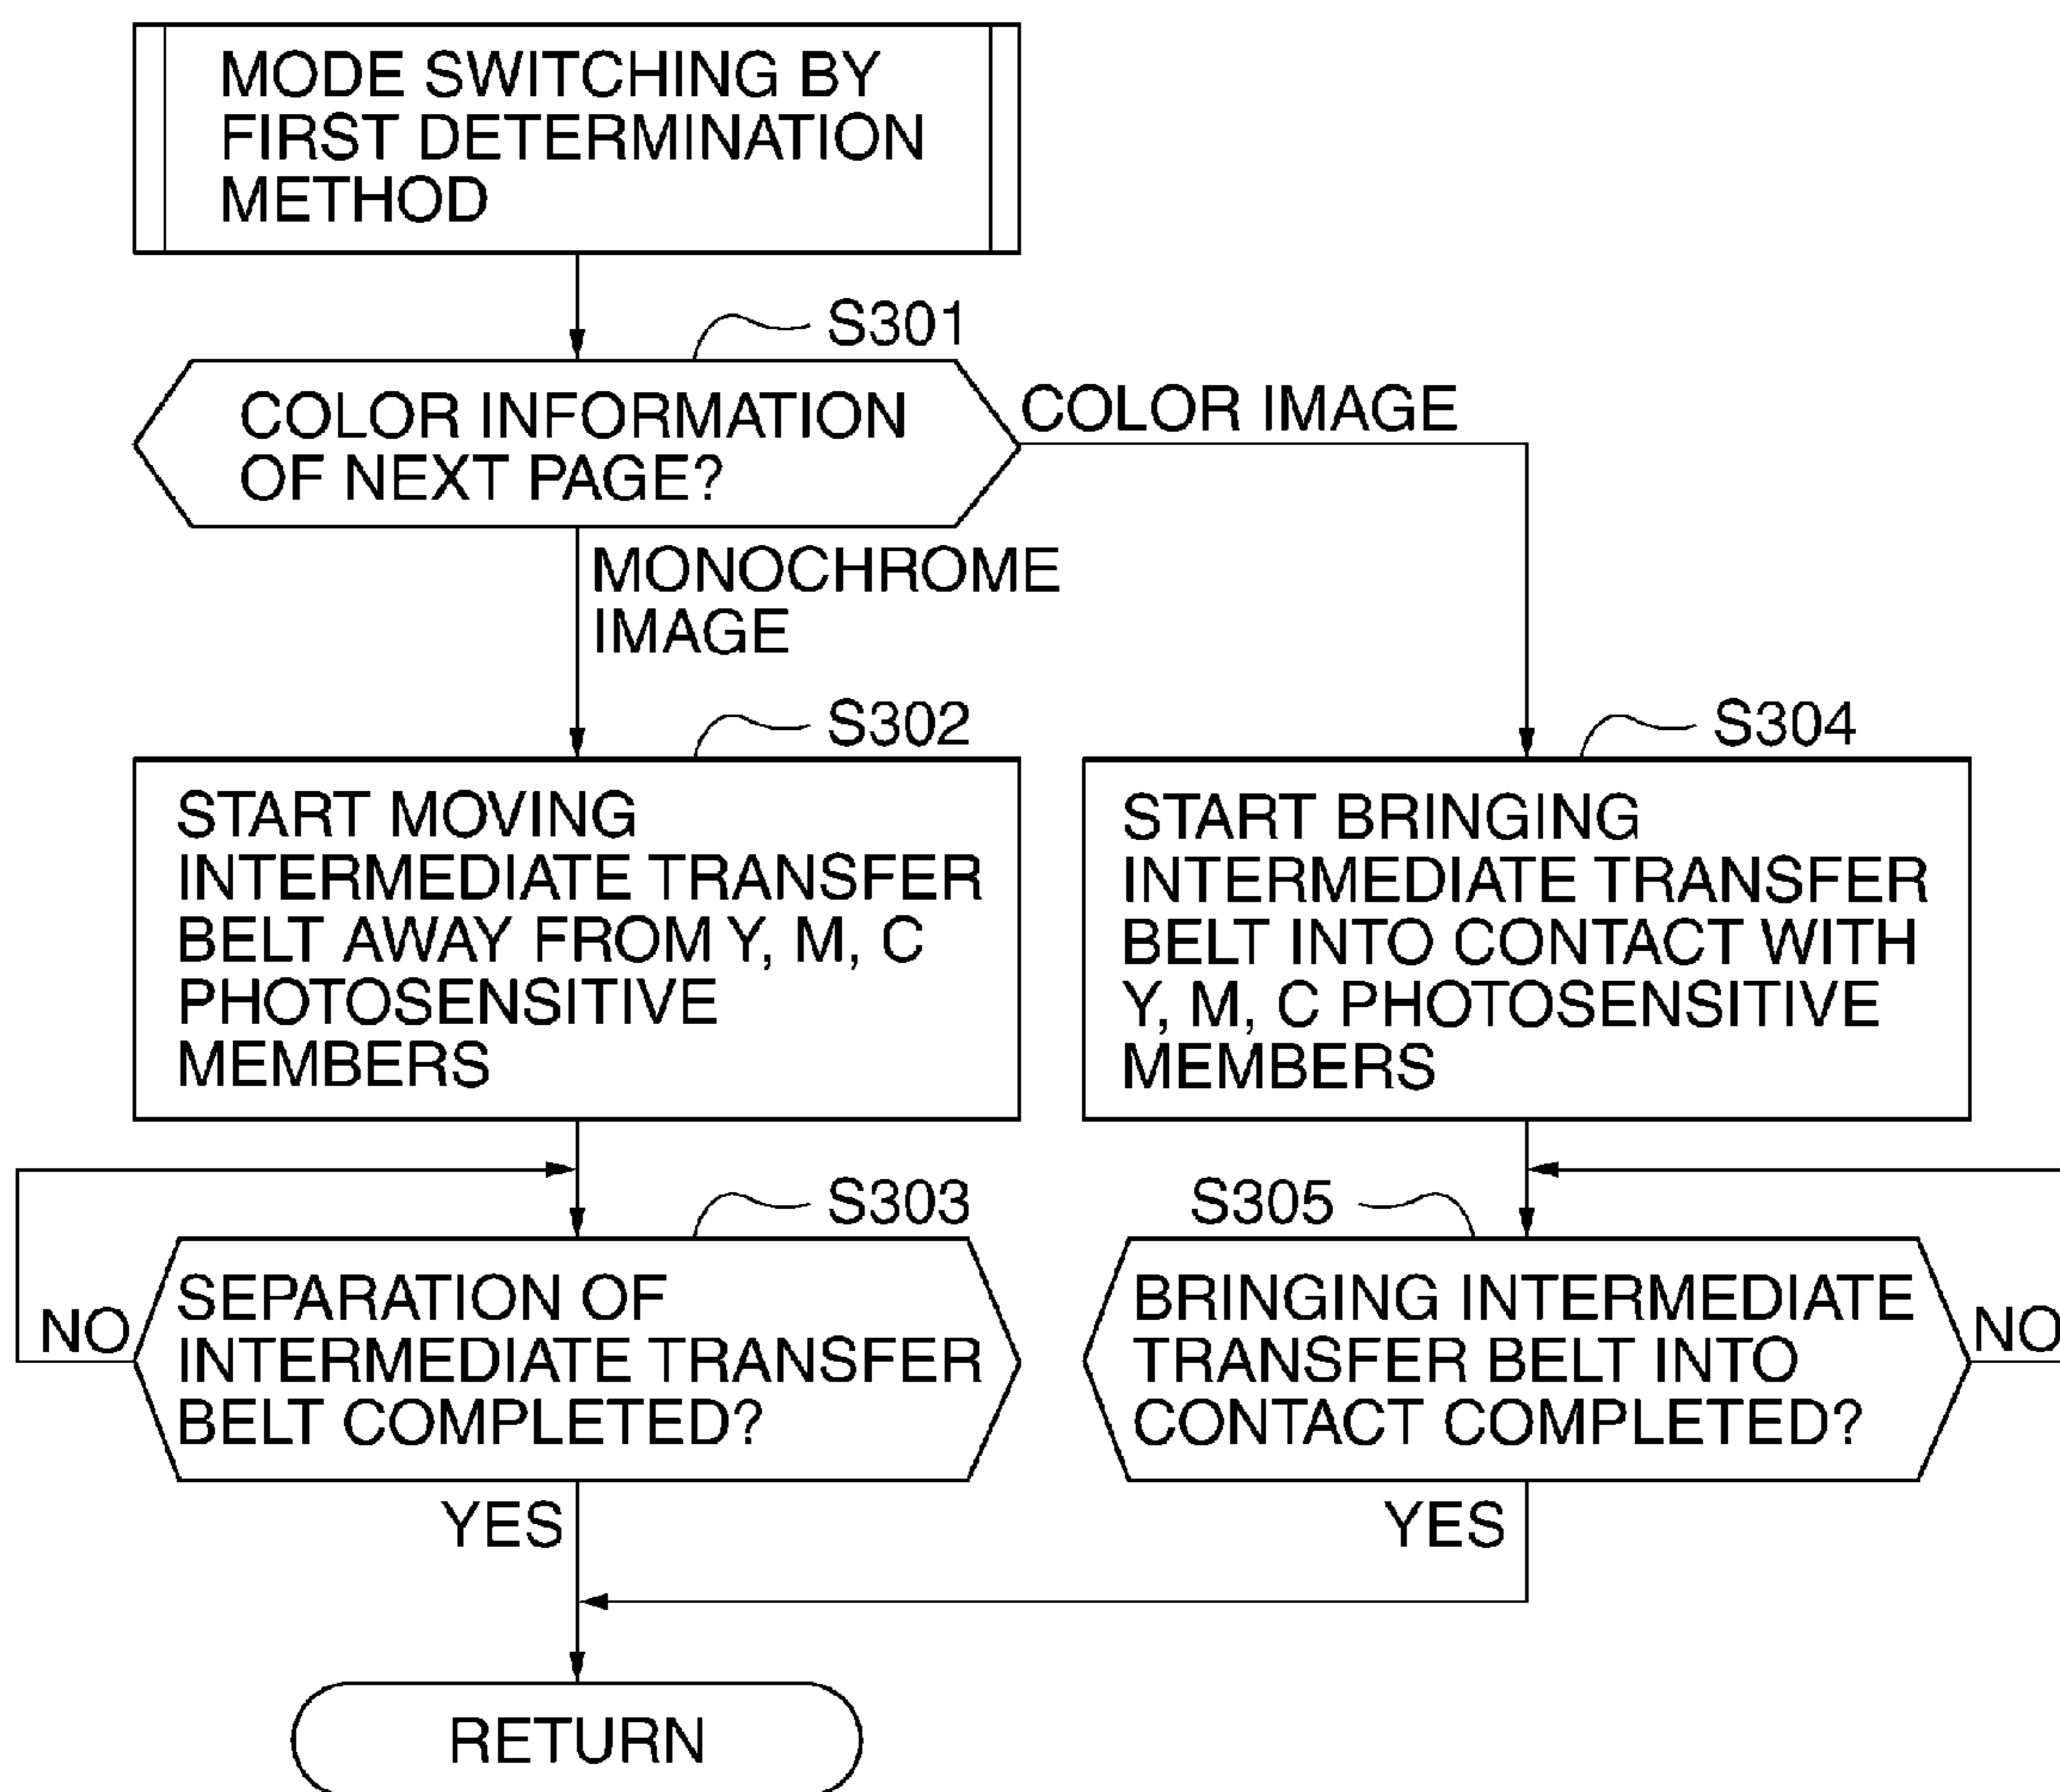 MODE SWITCHING BY
FIRST DETERMINATION
METHOD
S301
COLOR INFORMATION
OF NEXT PAGE?
COLOR IMAGE
MONOCHROME
IMAGE
S302
START MOVING
INTERMEDIATE TRANSFER
BELT AWAY FROM Y, M, C
PHOTOSENSITIVE
MEMBERS
S304
START BRINGING
INTERMEDIATE TRANSFER
BELT INTO CONTACT WITH
Y, M, C PHOTOSENSITIVE
MEMBERS
S303
SEPARATION OF
INTERMEDIATE TRANSFER
BELT COMPLETED?
NO
YES
S305
BRINGING INTERMEDIATE
TRANSFER BELT INTO
CONTACT COMPLETED?
NO
YES
RETURN